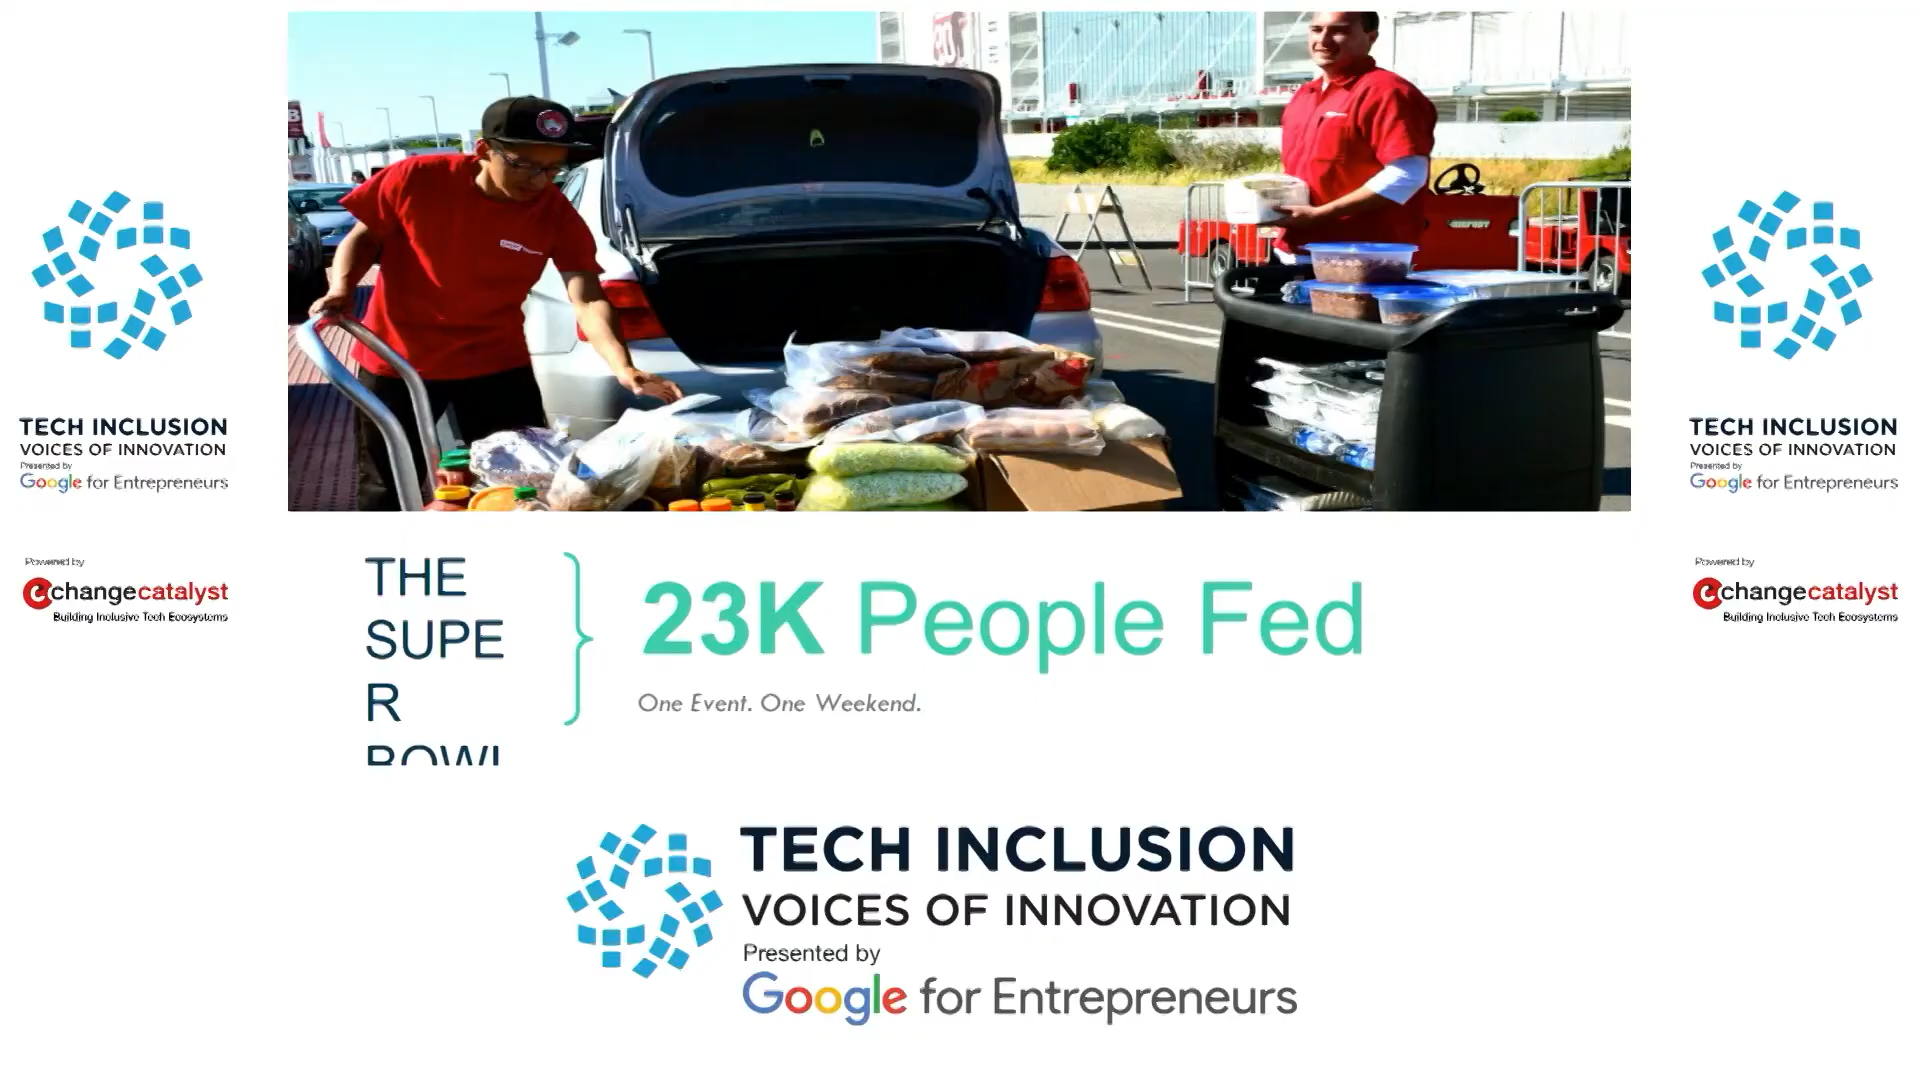 TECH INCLUSION
VOICES OF INNOVATION
Presented by
Google for Entrepreneurs
Powered by
changecatalyst
Building Inclusive Tech Ecosystems
THE
SUPE
R
BOWL
23K People Fed
One Event. One Weekend.
TECH INCLUSION
VOICES OF INNOVATION
Presented by
Google for Entrepreneurs
Powered by
changecatalyst
Building Inclusive Tech Ecosystems
TECH INCLUSION
VOICES OF INNOVATION
Presented by
Google for Entrepreneurs